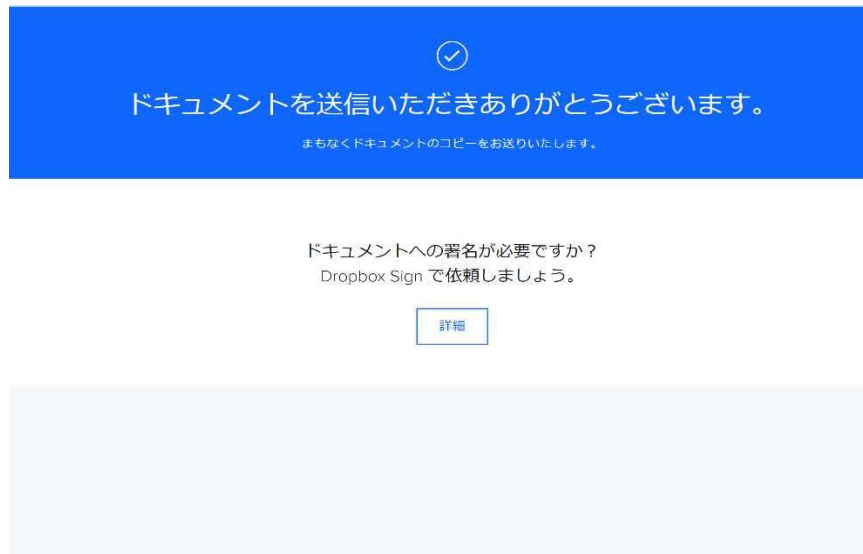 ドキュメントを送信いただきありがとうございます。
まもなくドキュメントのコピーをお送りいたします。
ドキュメントへの署名が必要ですか？
Dropbox Sign で依頼しましょう。
詳細